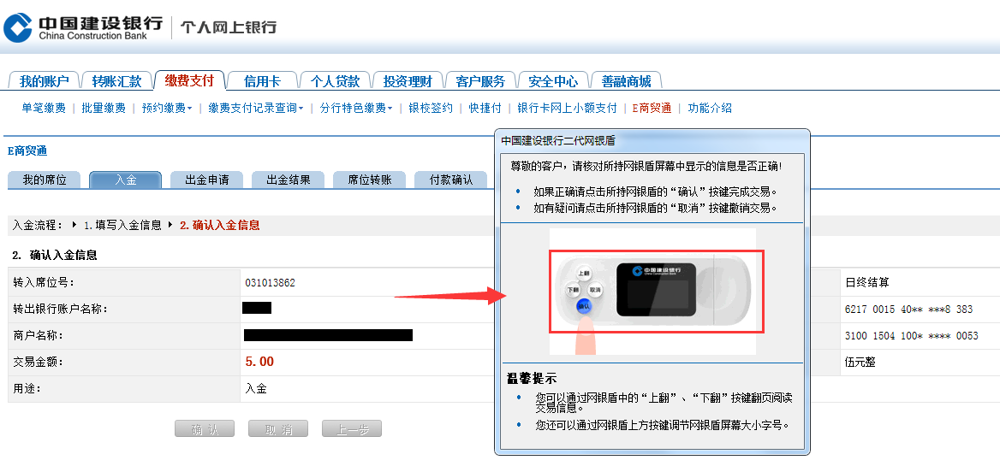 中国建设银行 个人网上银行
China Construction Bank
我的账户 转账汇款 缴费支付 信用卡 个人贷款 投资理财 客户服务 安全中心 善融商城
单笔缴费 | 批量缴费 | 预约缴费 | 缴费支付记录查询 | 分行特色缴费 | 银校签约 | 快捷付 | 银行卡网上小额支付 | E商贸通 | 功能介绍
E商贸通
我的席位 入金 出金申请 出金结果 席位转账 付款确认
入金流程: 1.填写入金信息 2.确认入金信息
2. 确认入金信息
转入席位号: 031013862 日终结算
转出银行账户名称: 6217 0015 40** ***8 383
商户名称: 3100 1504 100* **** 0053
交易金额: 5.00 伍元整
用途: 入金
确 认 取 消 上一步
中国建设银行二代网银盾
尊敬的客户，请核对所持网银盾屏幕中显示的信息是否正确!
• 如果正确请点击所持网银盾的“确认”按键完成交易。
• 如有疑问请点击所持网银盾的“取消”按键撤销交易。
上翻
下翻 取消
确认
中国建设银行
China Construction Bank
温馨提示
• 您可以通过网银盾中的“上翻”、“下翻”按键翻页阅读
交易信息。
• 您还可以通过网银盾上方按键调节网银盾屏幕大小字号。